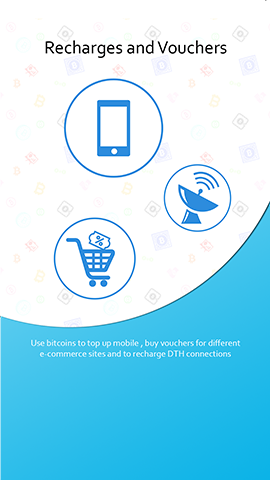 Recharges and Vouchers
Use bitcoins to top up mobile , buy vouchers for different
e-commerce sites and to recharge DTH connections